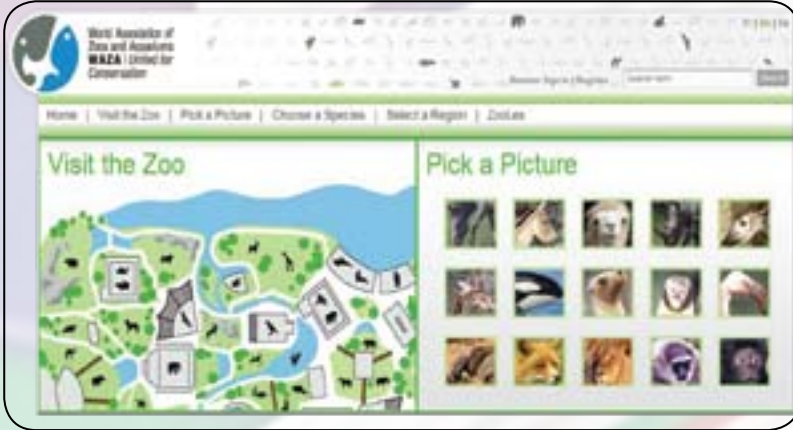 World Association of
Zoos and Aquariums
WAZA | United for
Conservation
Home | Visit the Zoo | Pick a Picture | Choose a Species | Select a Region | ZooLex
Visit the Zoo
Pick a Picture